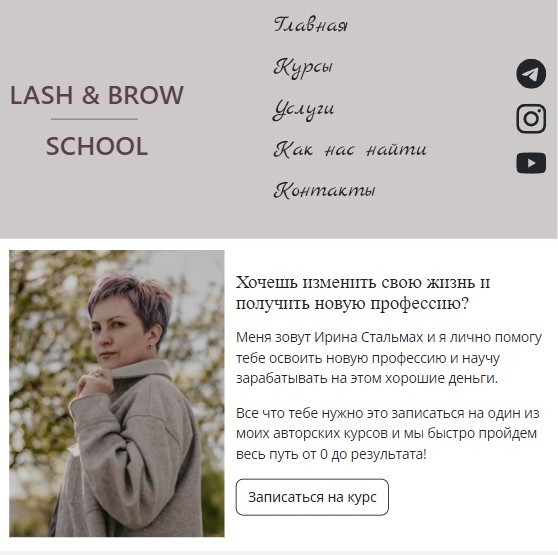 LASH & BROW
SCHOOL
Главная
Курсы
Услуги
Как нас найти
Контакты
Хочешь изменить свою жизнь и
получить новую профессию?
Меня зовут Ирина Стальмах и я лично помогу
тебе освоить новую профессию и научу
зарабатывать на этом хорошие деньги.
Все что тебе нужно это записаться на один из
моих авторских курсов и мы быстро пройдем
весь путь от 0 до результата!
Записаться на курс